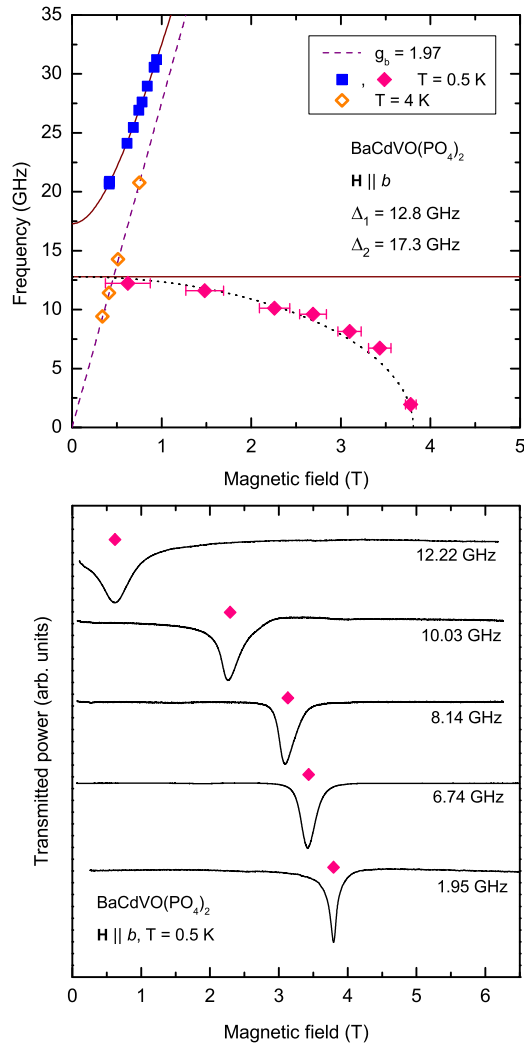 35
30
25
20
15
10
5
0
Frequency (GHz)
g_b = 1.97
, T = 0.5 K
T = 4 K
BaCdVO(PO₄)₂
H || b
Δ₁ = 12.8 GHz
Δ₂ = 17.3 GHz
0 1 2 3 4 5
Magnetic field (T)
Transmitted power (arb. units)
12.22 GHz
10.03 GHz
8.14 GHz
6.74 GHz
1.95 GHz
BaCdVO(PO₄)₂
H || b, T = 0.5 K
0 1 2 3 4 5 6
Magnetic field (T)